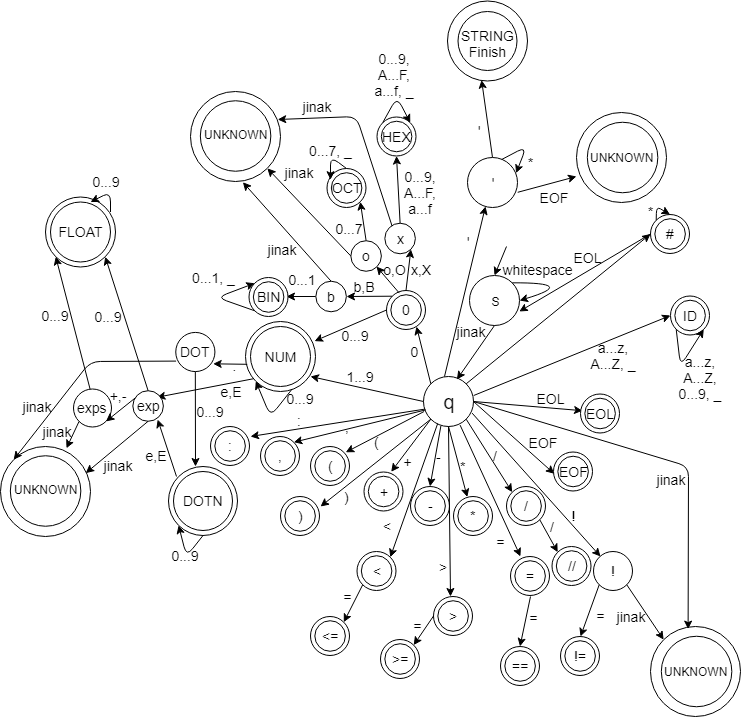 STRING
Finish
0...9,
A...F,
a...f, _
HEX
jinak
UNKNOWN
'
*
UNKNOWN
'
EOF
0...7, _
OCT
jinak
0...9,
A...F,
a...f
0...9
FLOAT
0...7
x
o
*
#
EOL
jinak
'
o,O
x,X
whitespace
s
0...1, _
BIN
0...1
b
b,B
0
jinak
ID
0...9
0...9
0...9
0
DOT
.
NUM
e,E
0...9
1...9
q
a...z,
A...Z, _
a...z,
A...Z,
0...9, _
jinak
exps
+,-
exp
0...9
jinak
jinak
e,E
UNKNOWN
DOTN
0...9
EOL
EOL
EOF
EOF
jinak
:
:
,
,
(
(
)
)
+
+
-
-
*
*
/
/
/
//
!
!
<
<
=
<=
>
>
=
>=
=
=
=
==
=
!=
jinak
UNKNOWN